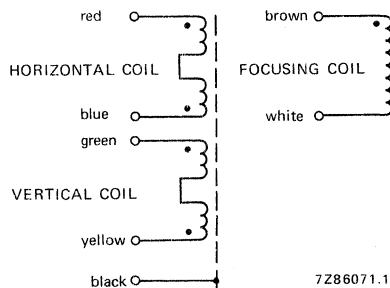 red
brown
HORIZONTAL COIL
FOCUSING COIL
blue
white
green
VERTICAL COIL
yellow
black
7Z86071.1